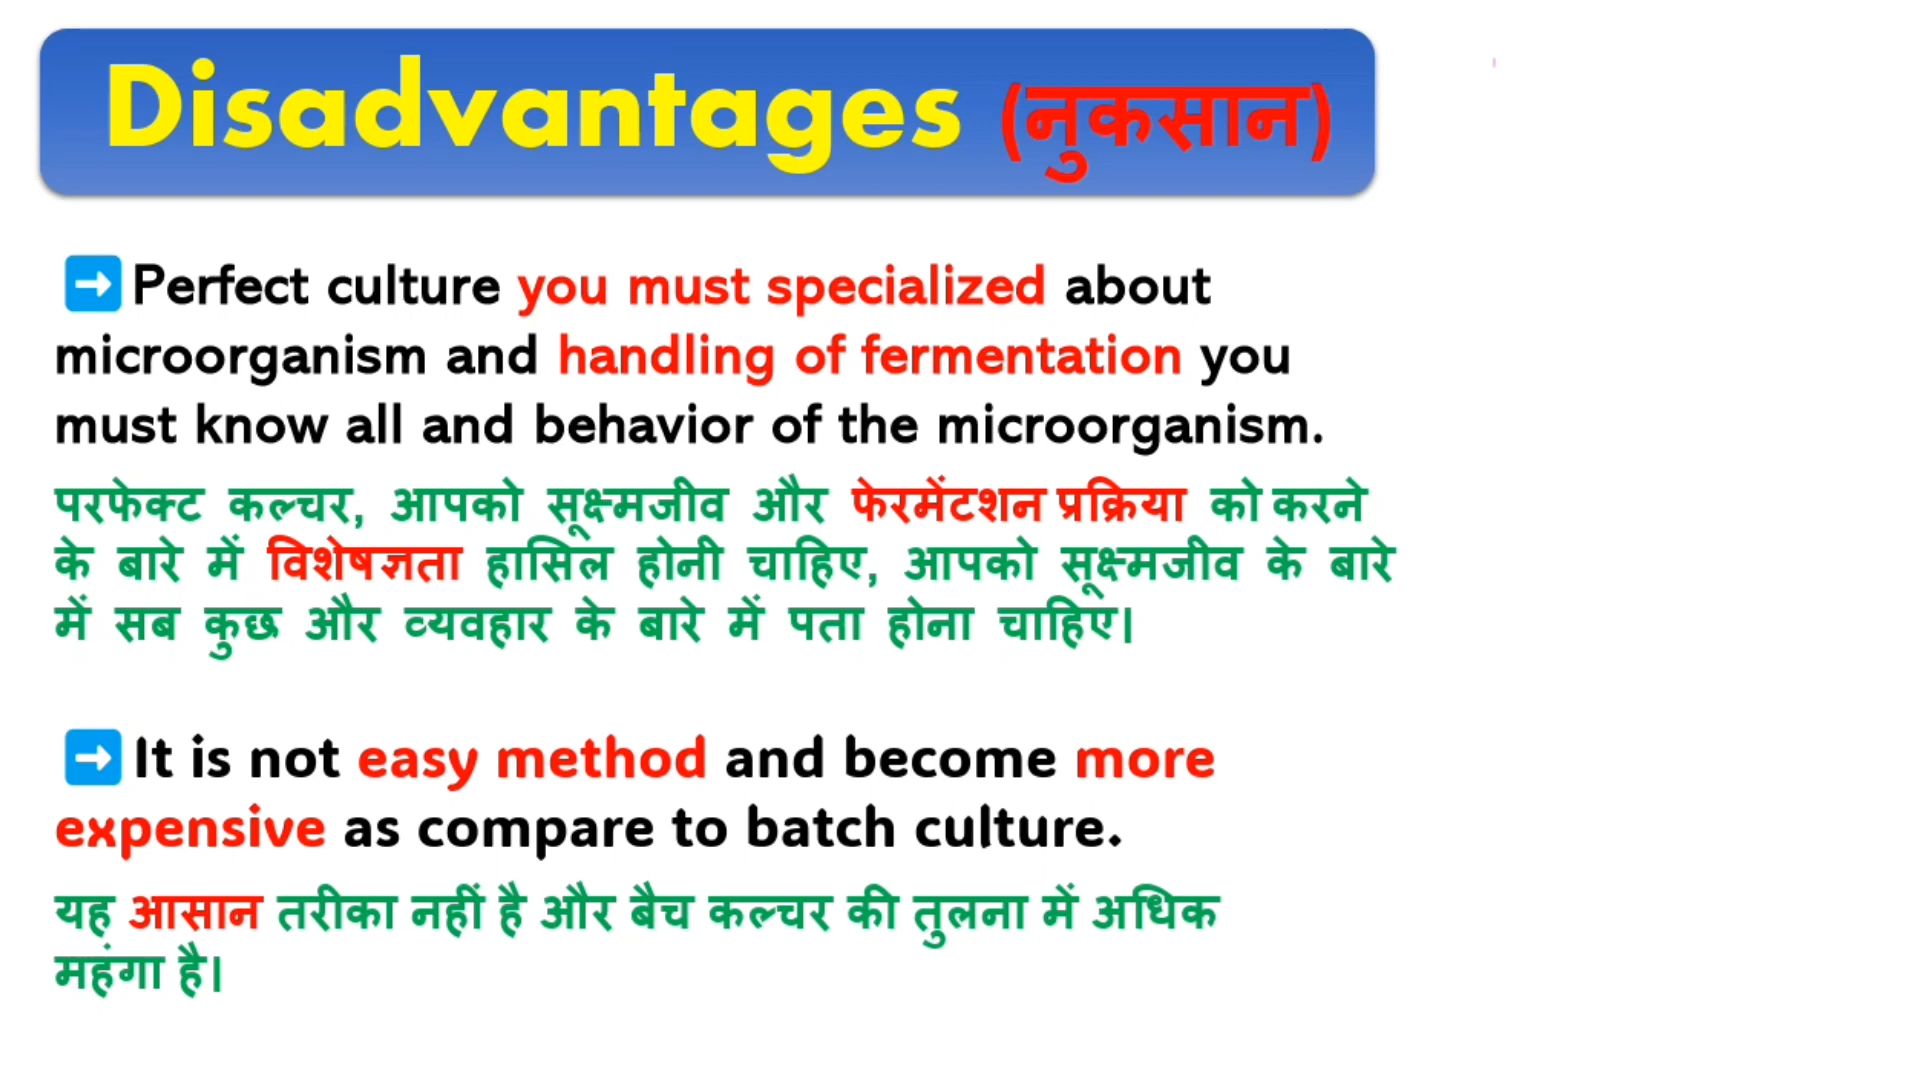 Disadvantages (नुकसान)
➡ Perfect culture you must specialized about
microorganism and handling of fermentation you
must know all and behavior of the microorganism.
परफेक्ट कल्चर, आपको सूक्ष्मजीव और फेरमेंटशन प्रक्रिया को करने
के बारे में विशेषज्ञता हासिल होनी चाहिए, आपको सूक्ष्मजीव के बारे
में सब कुछ और व्यवहार के बारे में पता होना चाहिए।
➡ It is not easy method and become more
expensive as compare to batch culture.
यह आसान तरीका नहीं है और बैच कल्चर की तुलना में अधिक
महंगा है।